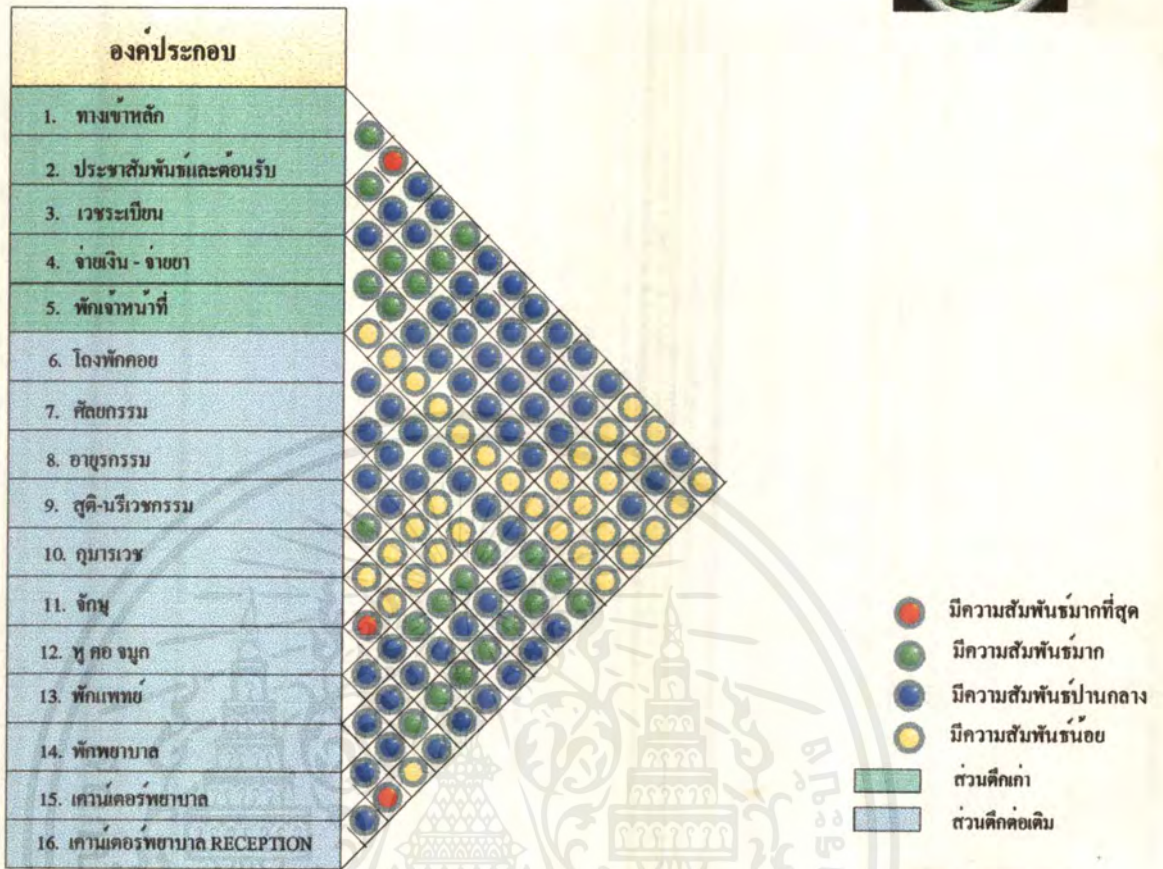 องค์ประกอบ
1. ทางเข้าหลัก
2. ประชาสัมพันธ์และต้อนรับ
3. เวชระเบียน
4. จ่ายเงิน - จ่ายยา
5. พักเจ้าหน้าที่
6. โถงพักคอย
7. ศัลยกรรม
8. อายุรกรรม
9. สูติ-นรีเวชกรรม
10. กุมารเวช
11. จักษุ
12. หู คอ จมูก
13. พักแพทย์
14. พักพยาบาล
15. เคาน์เตอร์พยาบาล
16. เคาน์เตอร์พยาบาล RECEPTION
มีความสัมพันธ์มากที่สุด
มีความสัมพันธ์มาก
มีความสัมพันธ์ปานกลาง
มีความสัมพันธ์น้อย
ส่วนตึกเก่า
ส่วนตึกต่อเติม